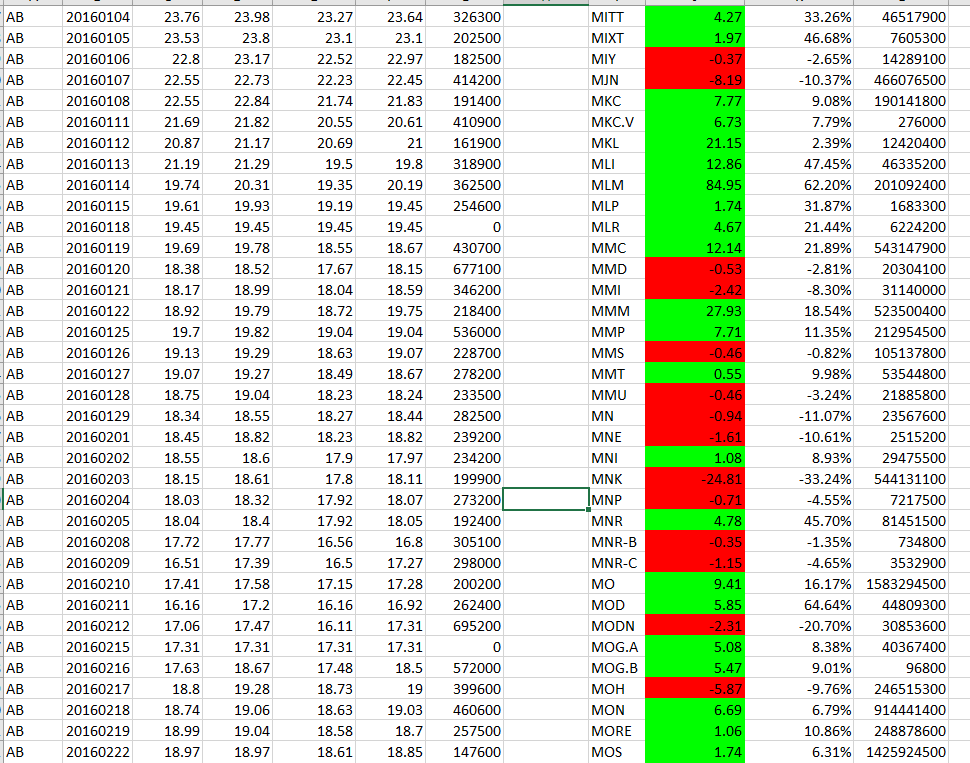 AB 20160104 23.76 23.98 23.27 23.64 326300 MITT 4.27 33.26% 46517900
AB 20160105 23.53 23.8 23.1 23.1 202500 MIXT 1.97 46.68% 7605300
AB 20160106 22.8 23.17 22.52 22.97 182500 MIY -0.37 -2.65% 14289100
AB 20160107 22.55 22.73 22.23 22.45 414200 MJN -8.19 -10.37% 466076500
AB 20160108 22.55 22.84 21.74 21.83 191400 MKC 7.77 9.08% 190141800
AB 20160111 21.69 21.82 20.55 20.61 410900 MKC.V 6.73 7.79% 276000
AB 20160112 20.87 21.17 20.69 21 161900 MKL 21.15 2.39% 12420400
AB 20160113 21.19 21.29 19.5 19.8 318900 MLI 12.86 47.45% 46335200
AB 20160114 19.74 20.31 19.35 20.19 362500 MLM 84.95 62.20% 201092400
AB 20160115 19.61 19.93 19.19 19.45 254600 MLP 1.74 31.87% 1683300
AB 20160118 19.45 19.45 19.45 19.45 0 MLR 4.67 21.44% 6224200
AB 20160119 19.69 19.78 18.55 18.67 430700 MMC 12.14 21.89% 543147900
AB 20160120 18.38 18.52 17.67 18.15 677100 MMD -0.53 -2.81% 20304100
AB 20160121 18.17 18.99 18.04 18.59 346200 MMI -2.42 -8.30% 31140000
AB 20160122 18.92 19.79 18.72 19.75 218400 MMM 27.93 18.54% 523500400
AB 20160125 19.7 19.82 19.04 19.04 536000 MMP 7.71 11.35% 212954500
AB 20160126 19.13 19.29 18.63 19.07 228700 MMS -0.46 -0.82% 105137800
AB 20160127 19.07 19.27 18.49 18.67 278200 MMT 0.55 9.98% 53544800
AB 20160128 18.75 19.04 18.23 18.24 233500 MMU -0.46 -3.24% 21885800
AB 20160129 18.34 18.55 18.27 18.44 282500 MN -0.94 -11.07% 23567600
AB 20160201 18.45 18.82 18.23 18.82 239200 MNE -1.61 -10.61% 2515200
AB 20160202 18.55 18.6 17.9 17.97 234200 MNI 1.08 8.93% 29475500
AB 20160203 18.15 18.61 17.8 18.11 199900 MNK -24.81 -33.24% 544131100
AB 20160204 18.03 18.32 17.92 18.07 273200 MNP -0.71 -4.55% 7217500
AB 20160205 18.04 18.4 17.92 18.05 192400 MNR 4.78 45.70% 81451500
AB 20160208 17.72 17.77 16.56 16.8 305100 MNR-B -0.35 -1.35% 734800
AB 20160209 16.51 17.39 16.5 17.27 298000 MNR-C -1.15 -4.65% 3532900
AB 20160210 17.41 17.58 17.15 17.28 200200 MO 9.41 16.17% 1583294500
AB 20160211 16.16 17.2 16.16 16.92 262400 MOD 5.85 64.64% 44809300
AB 20160212 17.06 17.47 16.11 17.31 695200 MODN -2.31 -20.70% 30853600
AB 20160215 17.31 17.31 17.31 17.31 0 MOG.A 5.08 8.38% 40367400
AB 20160216 17.63 18.67 17.48 18.5 572000 MOG.B 5.47 9.01% 96800
AB 20160217 18.8 19.28 18.73 19 399600 MOH -5.87 -9.76% 246515300
AB 20160218 18.74 19.06 18.63 19.03 460600 MON 6.69 6.79% 914441400
AB 20160219 18.99 19.04 18.58 18.7 257500 MORE 1.06 10.86% 248878600
AB 20160222 18.97 18.97 18.61 18.85 147600 MOS 1.74 6.31% 1425924500